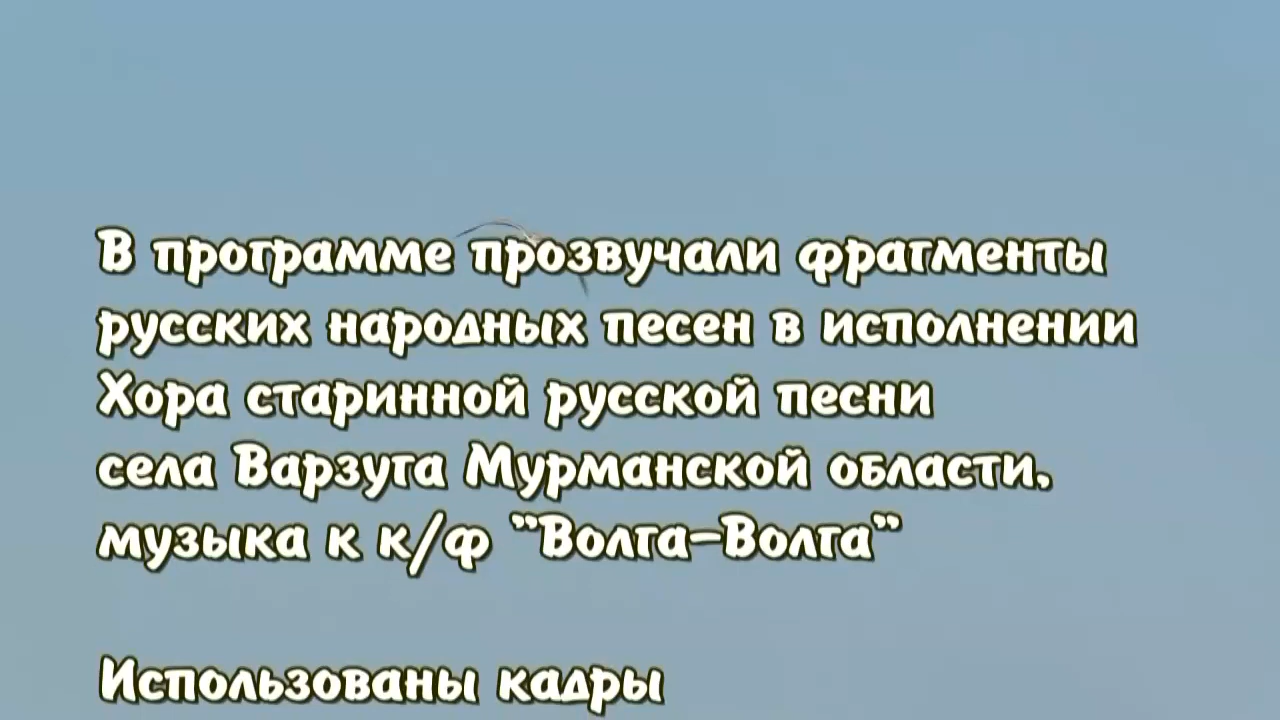 В программе прозвучали фрагменты
русских народных песен в исполнении
Хора старинной русской песни
села Варзуга Мурманской области,
музыка к к/ф "Волга-Волга"
Использованы кадры